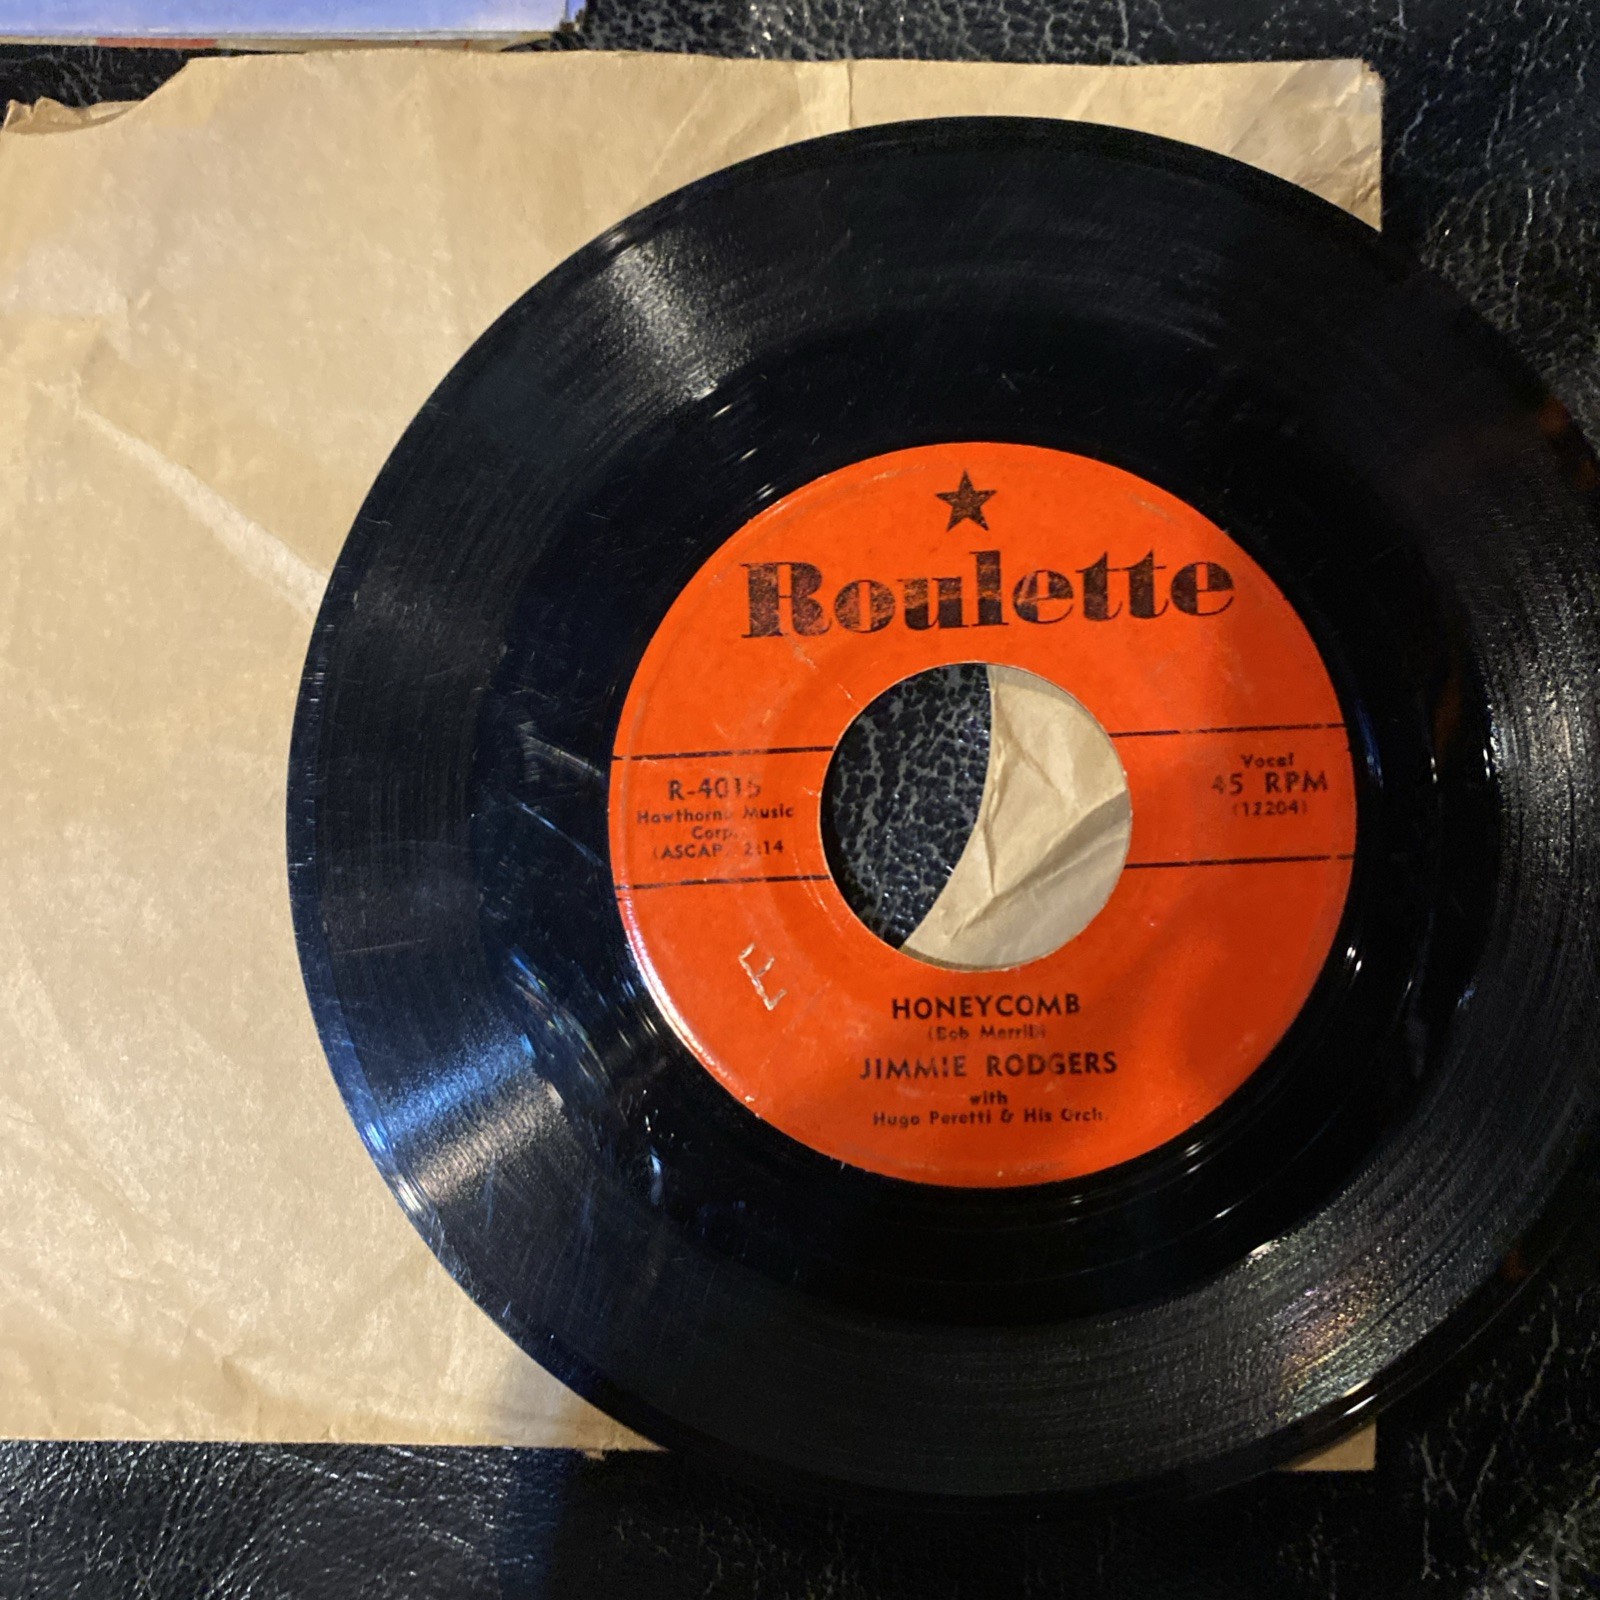 Roulette
R-4015
Hawthorne Music
Corp.
(ASCAP) 2:14
Vocal
45 RPM
(12204)
E
HONEYCOMB
(Bob Merrill)
JIMMIE RODGERS
with
Hugo Peretti & His Orch.